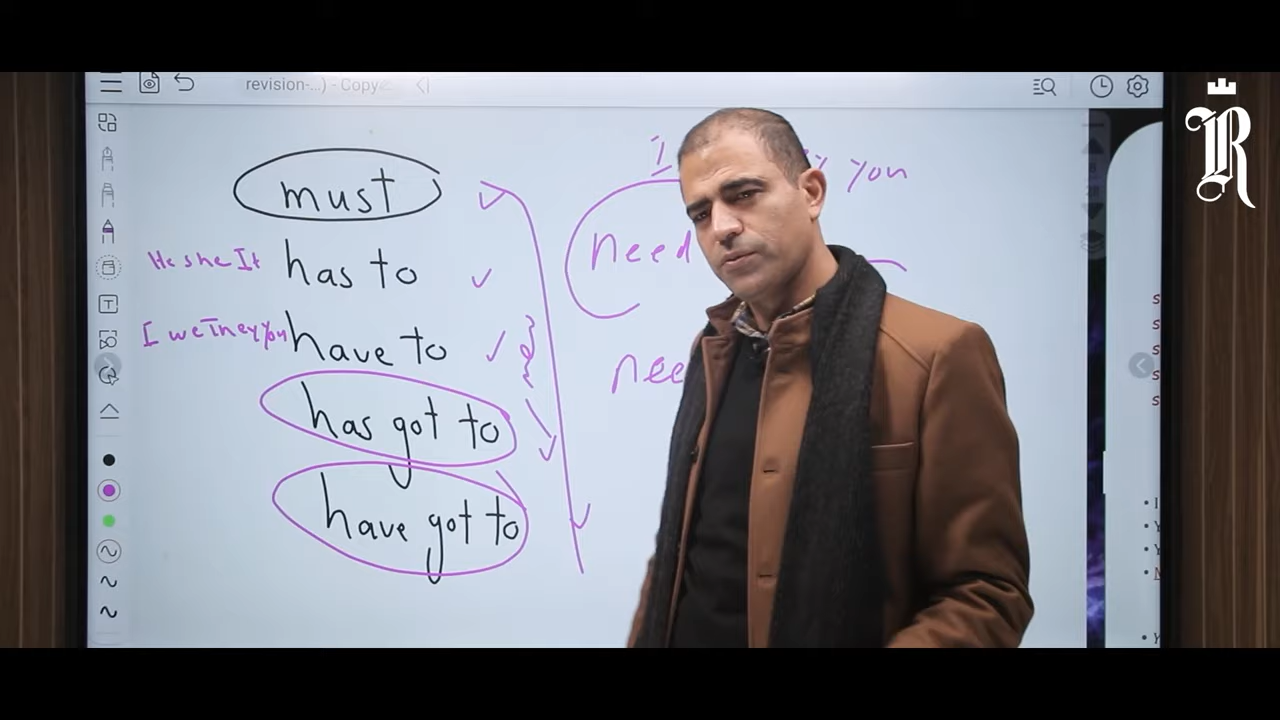 revision-...) - Copy
must
He she It has to
I we They you have to
has got to
have got to
I
you
need
nee
R